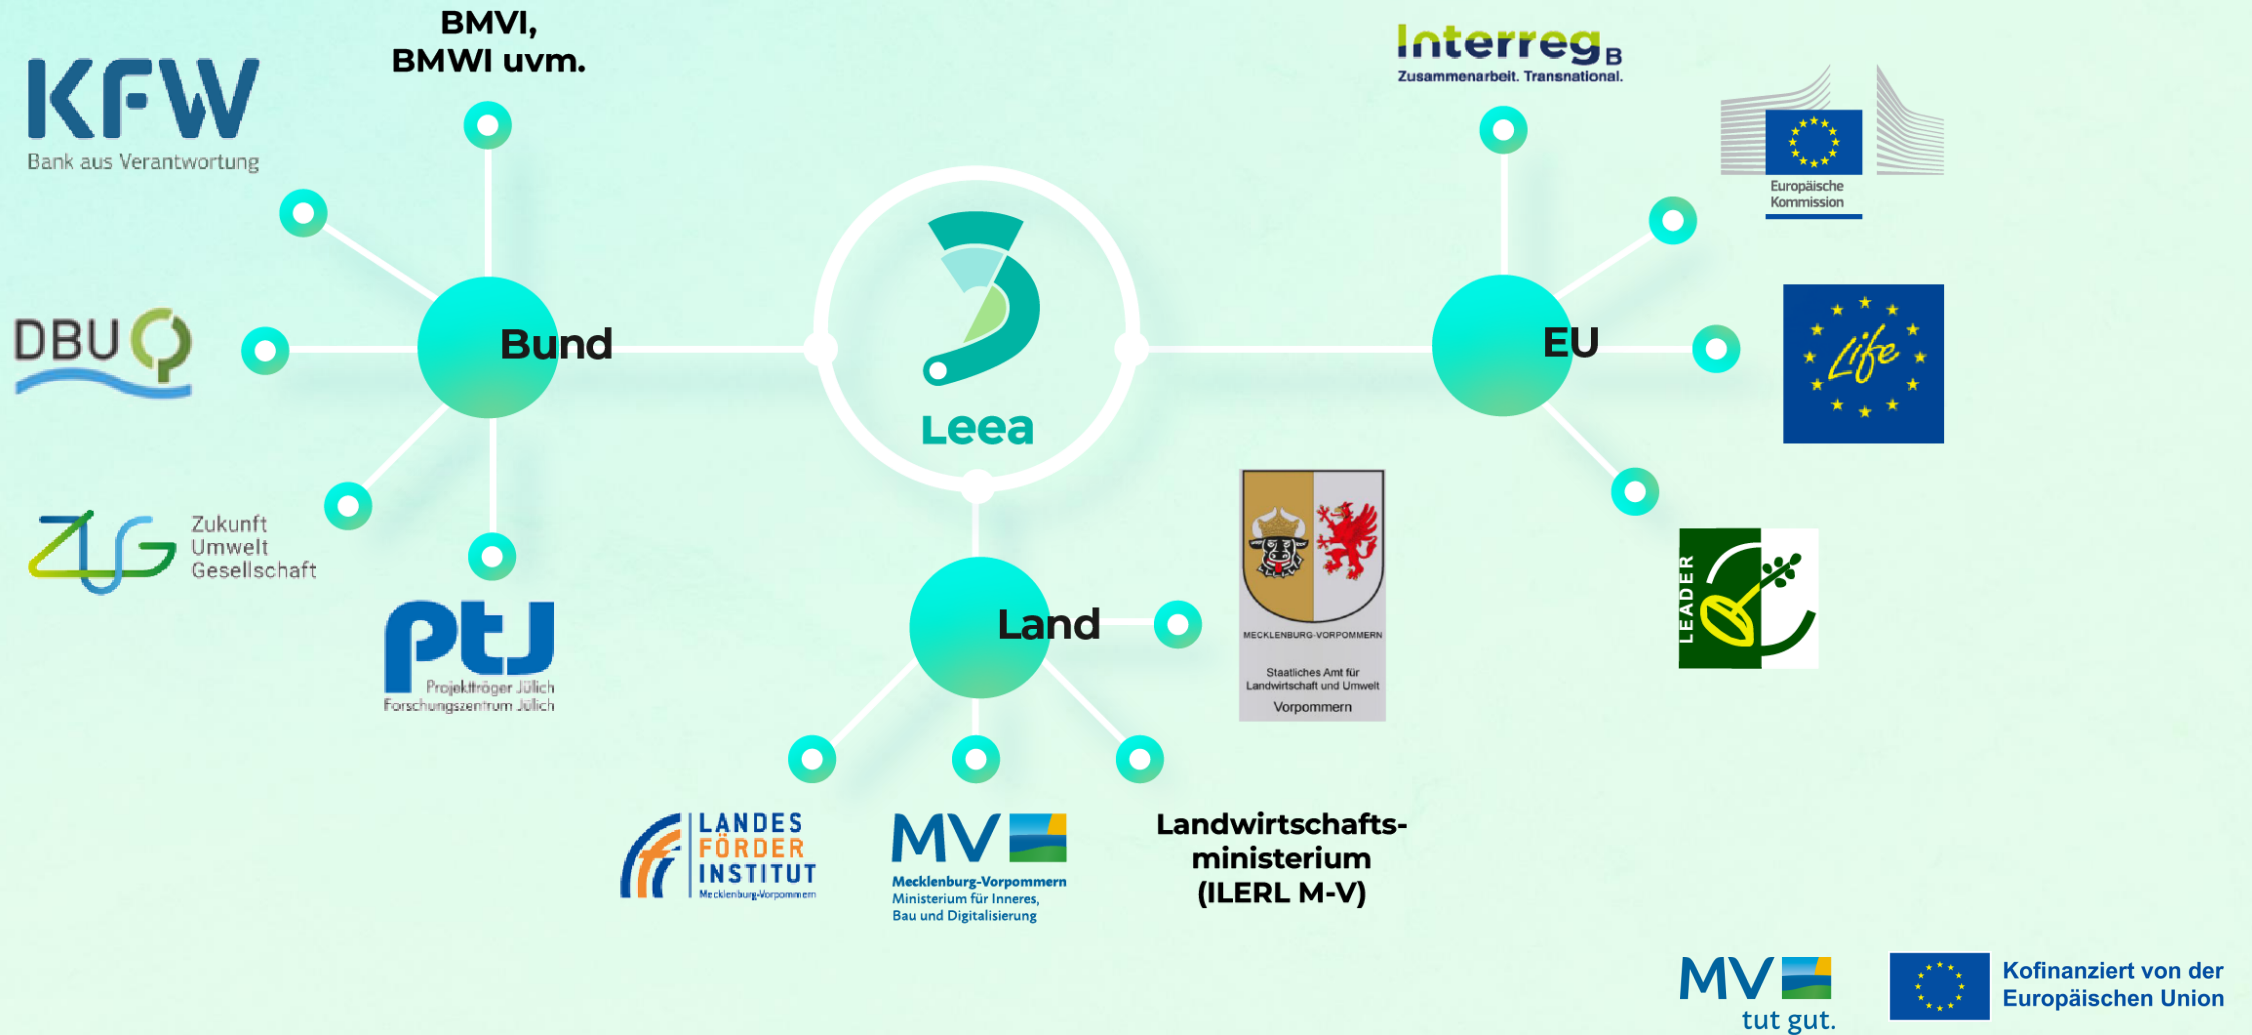 BMVI,
BMWI uvm.
KFW
Bank aus Verantwortung
DBU
ZUG
Zukunft
Umwelt
Gesellschaft
ptJ
Projektträger Jülich
Forschungszentrum Jülich
Bund
Leea
EU
Interreg B
Zusammenarbeit. Transnational.
Europäische
Kommission
Life
LEADER
Land
MECKLENBURG-VORPOMMERN
Staatliches Amt für
Landwirtschaft und Umwelt
Vorpommern
LANDES
FÖRDER
INSTITUT
Mecklenburg-Vorpommern
MV
Mecklenburg-Vorpommern
Ministerium für Inneres,
Bau und Digitalisierung
Landwirtschafts-
ministerium
(ILERL M-V)
MV
tut gut.
Kofinanziert von der
Europäischen Union